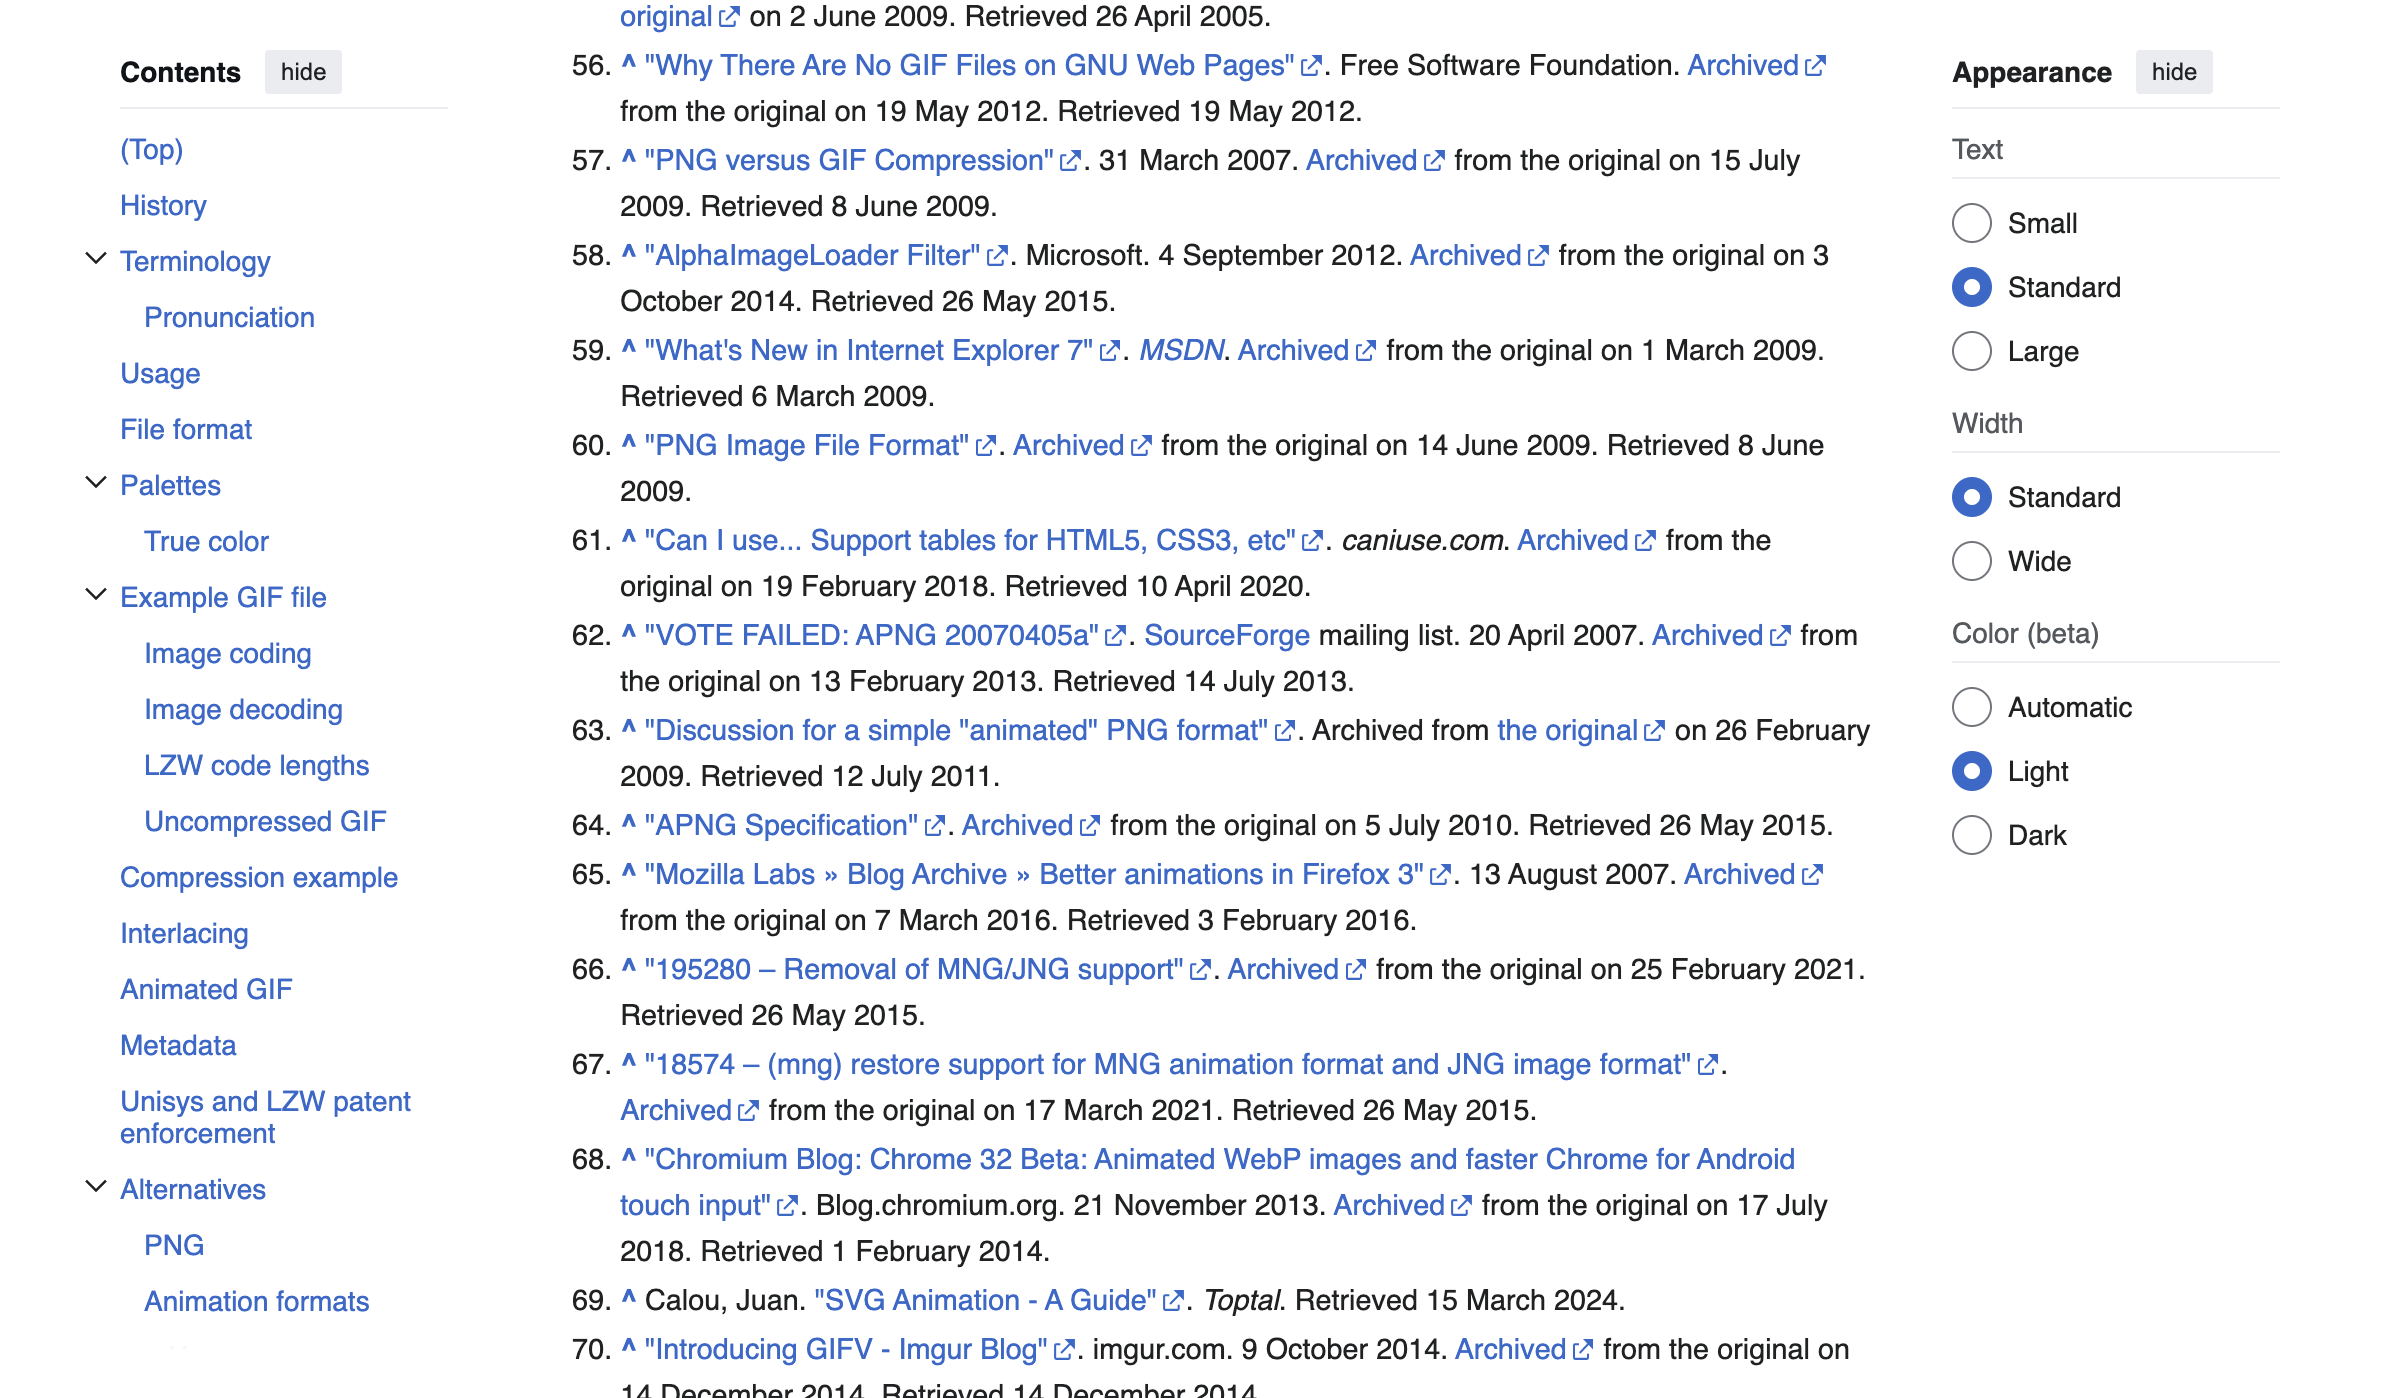 Contents hide
(Top)
History
Terminology
Pronunciation
Usage
File format
Palettes
True color
Example GIF file
Image coding
Image decoding
LZW code lengths
Uncompressed GIF
Compression example
Interlacing
Animated GIF
Metadata
Unisys and LZW patent
enforcement
Alternatives
PNG
Animation formats
original on 2 June 2009. Retrieved 26 April 2005.
56. ^ "Why There Are No GIF Files on GNU Web Pages". Free Software Foundation. Archived
from the original on 19 May 2012. Retrieved 19 May 2012.
57. ^ "PNG versus GIF Compression". 31 March 2007. Archived from the original on 15 July
2009. Retrieved 8 June 2009.
58. ^ "AlphaImageLoader Filter". Microsoft. 4 September 2012. Archived from the original on 3
October 2014. Retrieved 26 May 2015.
59. ^ "What's New in Internet Explorer 7". MSDN. Archived from the original on 1 March 2009.
Retrieved 6 March 2009.
60. ^ "PNG Image File Format". Archived from the original on 14 June 2009. Retrieved 8 June
2009.
61. ^ "Can I use... Support tables for HTML5, CSS3, etc". caniuse.com. Archived from the
original on 19 February 2018. Retrieved 10 April 2020.
62. ^ "VOTE FAILED: APNG 20070405a". SourceForge mailing list. 20 April 2007. Archived from
the original on 13 February 2013. Retrieved 14 July 2013.
63. ^ "Discussion for a simple "animated" PNG format". Archived from the original on 26 February
2009. Retrieved 12 July 2011.
64. ^ "APNG Specification". Archived from the original on 5 July 2010. Retrieved 26 May 2015.
65. ^ "Mozilla Labs » Blog Archive » Better animations in Firefox 3". 13 August 2007. Archived
from the original on 7 March 2016. Retrieved 3 February 2016.
66. ^ "195280 – Removal of MNG/JNG support". Archived from the original on 25 February 2021.
Retrieved 26 May 2015.
67. ^ "18574 – (mng) restore support for MNG animation format and JNG image format".
Archived from the original on 17 March 2021. Retrieved 26 May 2015.
68. ^ "Chromium Blog: Chrome 32 Beta: Animated WebP images and faster Chrome for Android
touch input". Blog.chromium.org. 21 November 2013. Archived from the original on 17 July
2018. Retrieved 1 February 2014.
69. ^ Calou, Juan. "SVG Animation - A Guide". Toptal. Retrieved 15 March 2024.
70. ^ "Introducing GIFV - Imgur Blog". imgur.com. 9 October 2014. Archived from the original on
14 December 2014. Retrieved 14 December 2014.
Appearance hide
Text
Small
Standard
Large
Width
Standard
Wide
Color (beta)
Automatic
Light
Dark